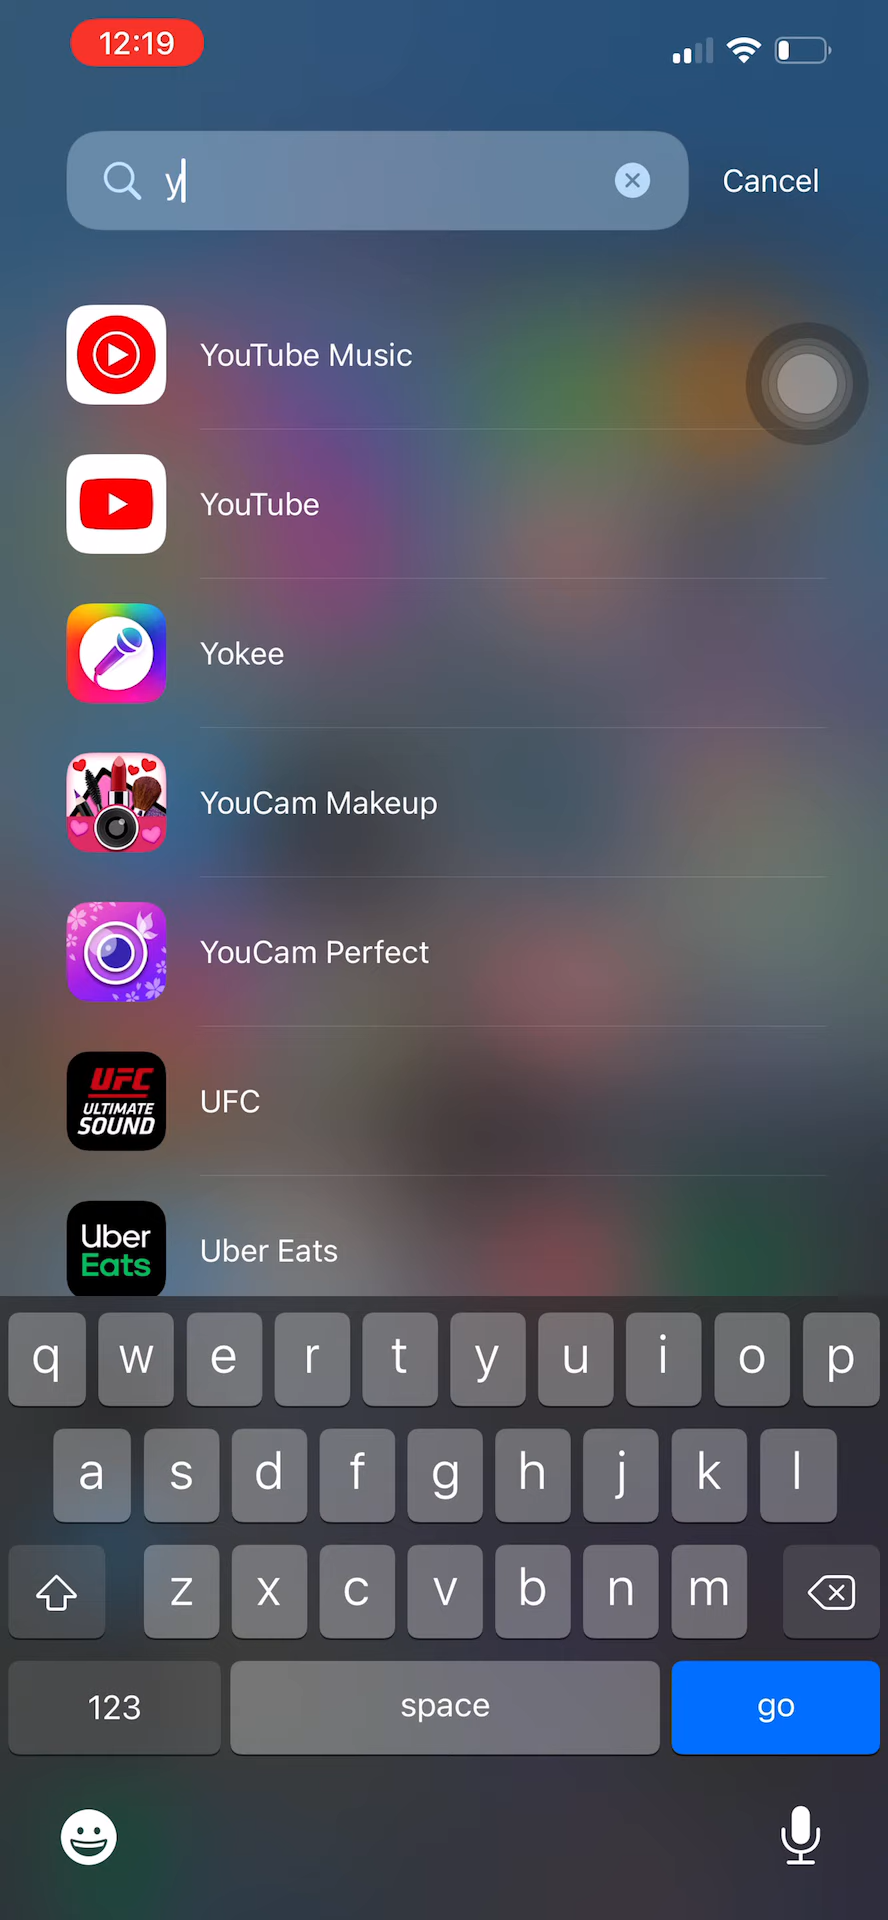 12:19
y
Cancel
YouTube Music
YouTube
Yokee
YouCam Makeup
YouCam Perfect
UFC
ULTIMATE
SOUND
UFC
Uber
Eats
Uber Eats
q w e r t y u i o p
a s d f g h j k l
z x c v b n m
123 space go